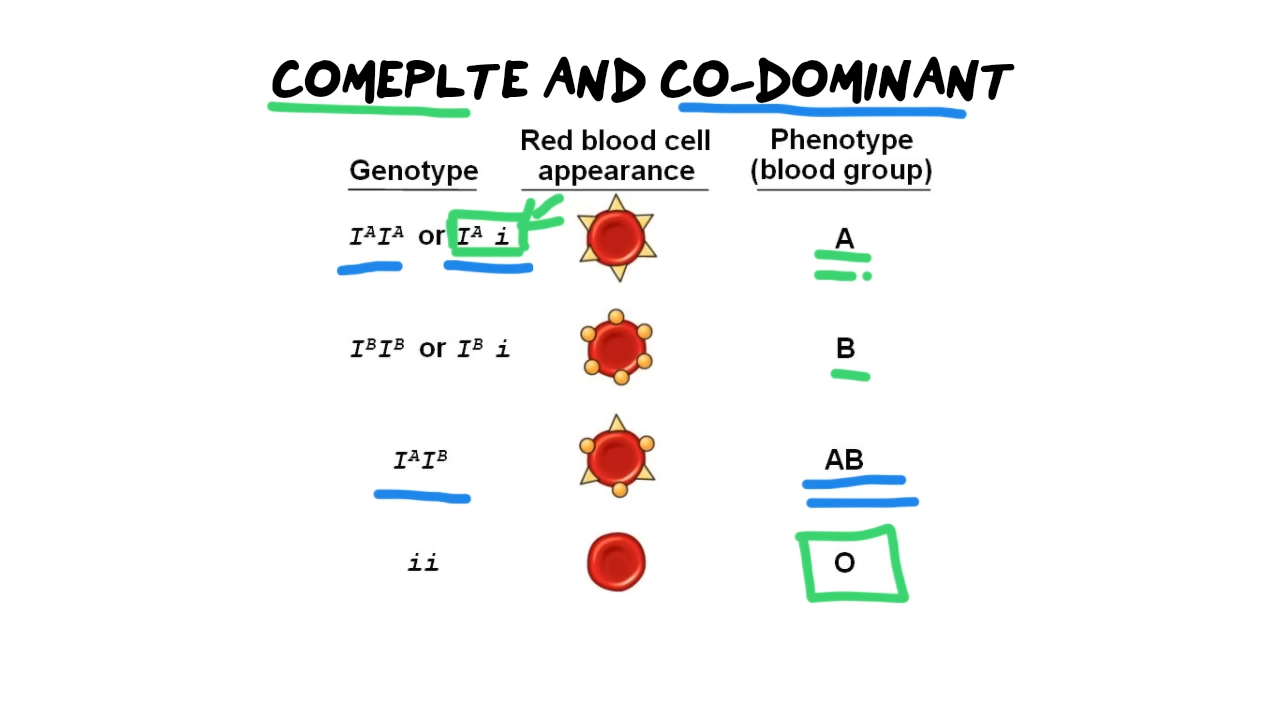 COMEPLTE AND CO-DOMINANT
Genotype
Red blood cell
appearance
Phenotype
(blood group)
IᴬIᴬ or Iᴬ i
A
IᴮIᴮ or Iᴮ i
B
IᴬIᴮ
AB
ii
O